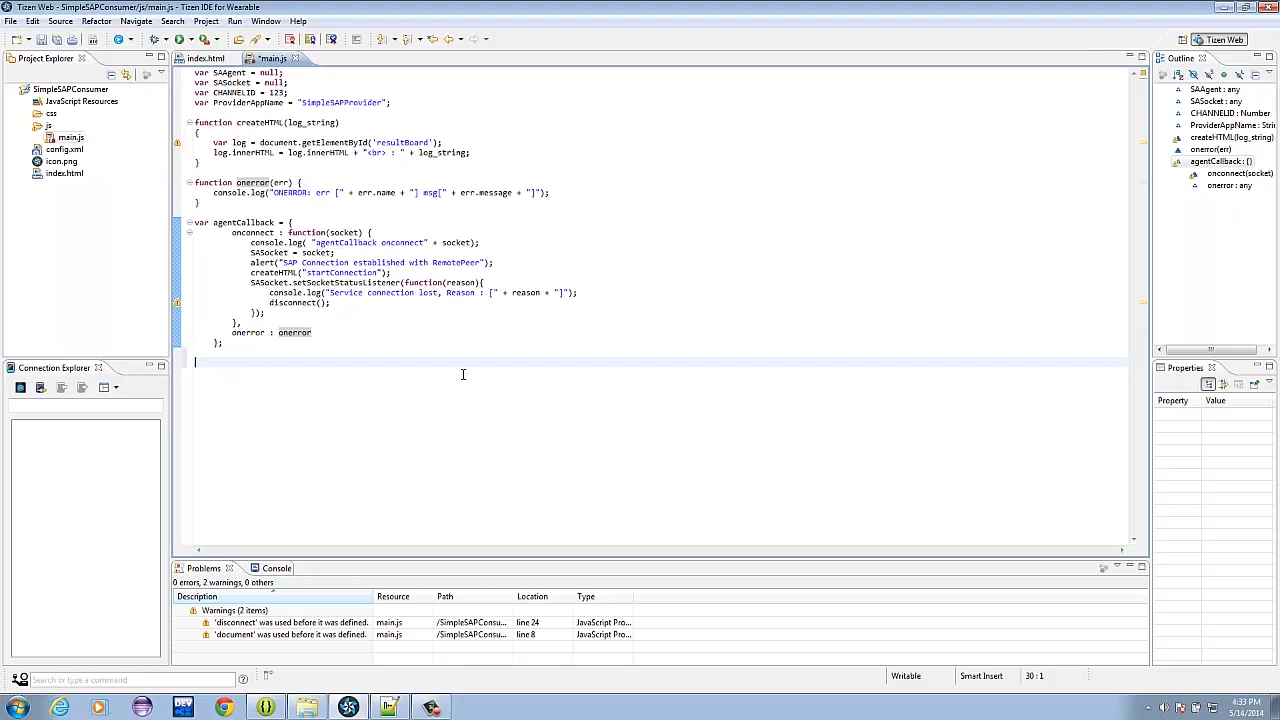 Tizen Web - SimpleSAPConsumer/js/main.js - Tizen IDE for Wearable
File Edit Source Refactor Navigate Search Project Run Window Help
Tizen Web
Project Explorer
SimpleSAPConsumer
JavaScript Resources
css
js
main.js
config.xml
icon.png
index.html
Connection Explorer
index.html
*main.js
var SAAgent = null;
var SASocket = null;
var CHANNELID = 123;
var ProviderAppName = "SimpleSAPProvider";
function createHTML(log_string)
{
var log = document.getElementById('resultBoard');
log.innerHTML = log.innerHTML + "<br> : " + log_string;
}
function onerror(err) {
console.log("ONERROR: err [" + err.name + "] msg[" + err.message + "]");
}
var agentCallback = {
onconnect : function(socket) {
console.log( "agentCallback onconnect" + socket);
SASocket = socket;
alert("SAP Connection established with RemotePeer");
createHTML("startConnection");
SASocket.setSocketStatusListener(function(reason){
console.log("Service connection lost, Reason : [" + reason + "]");
disconnect();
});
},
onerror : onerror
};
Outline
SAAgent : any
SASocket : any
CHANNELID : Number
ProviderAppName : Strin
createHTML(log_string)
onerror(err)
agentCallback : {}
onconnect(socket)
onerror : any
Properties
Property Value
Problems
Console
0 errors, 2 warnings, 0 others
Description Resource Path Location Type
Warnings (2 items)
'disconnect' was used before it was defined. main.js /SimpleSAPConsu... line 24 JavaScript Pro...
'document' was used before it was defined. main.js /SimpleSAPConsu... line 8 JavaScript Pro...
Search or type a command
Writable Smart Insert 30 : 1
DEV
4:33 PM
5/14/2014